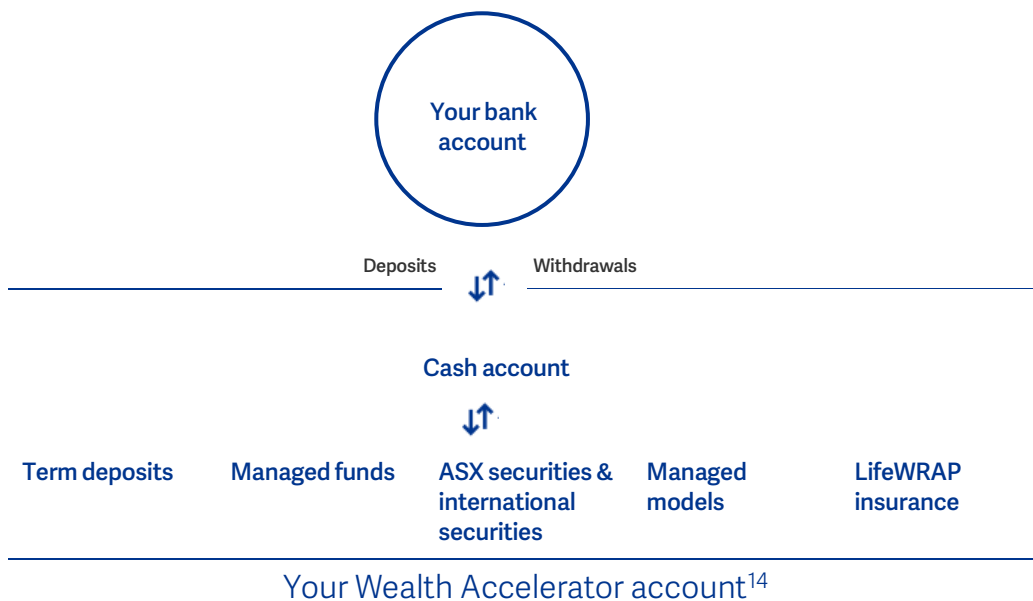 Your bank
account
Deposits
Withdrawals
Cash account
Term deposits
Managed funds
ASX securities &
international
securities
Managed
models
LifeWRAP
insurance
Your Wealth Accelerator account¹⁴